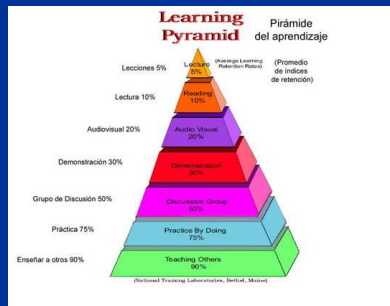 Learning
Pyramid
Pirámide
del aprendizaje
(Average Learning
Retention Rates)
(Promedio
de índices
de retención)
Lecciones 5%
Lecture
5%
Lectura 10%
Reading
10%
Audiovisual 20%
Audio Visual
20%
Demostración 30%
Demonstration
30%
Grupo de Discusión 50%
Discussion Group
50%
Práctica 75%
Practice By Doing
75%
Enseñar a otros 90%
Teaching Others
90%
(National Training Laboratories, Bethel, Maine)